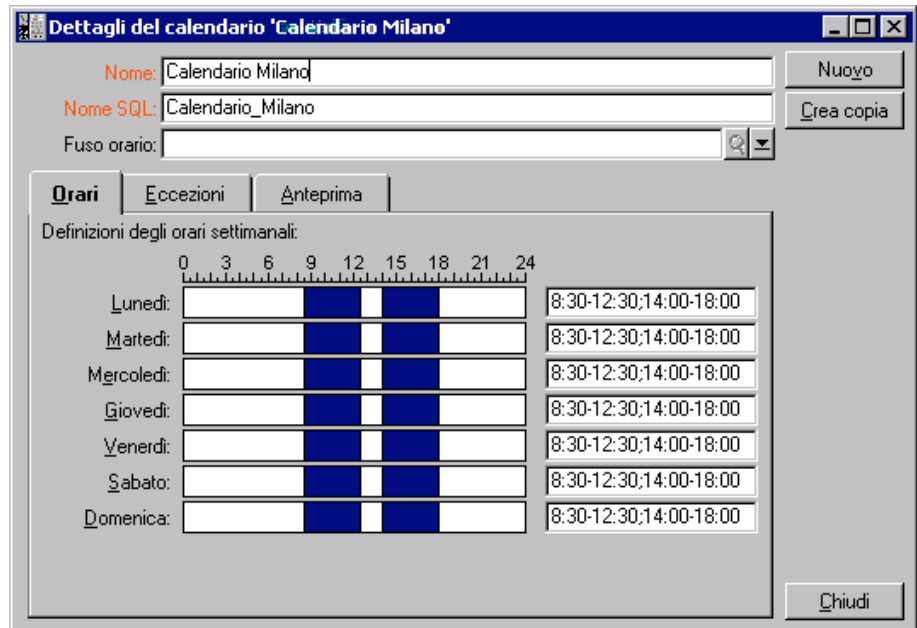 Dettagli del calendario 'Calendario Milano'
Nome: Calendario Milano
Nuovo
Nome SQL: Calendario_Milano
Crea copia
Fuso orario:
Orari Eccezioni Anteprima
Definizioni degli orari settimanali:
0 3 6 9 12 15 18 21 24
Lunedì: 8:30-12:30;14:00-18:00
Martedì: 8:30-12:30;14:00-18:00
Mercoledì: 8:30-12:30;14:00-18:00
Giovedì: 8:30-12:30;14:00-18:00
Venerdì: 8:30-12:30;14:00-18:00
Sabato: 8:30-12:30;14:00-18:00
Domenica: 8:30-12:30;14:00-18:00
Chiudi